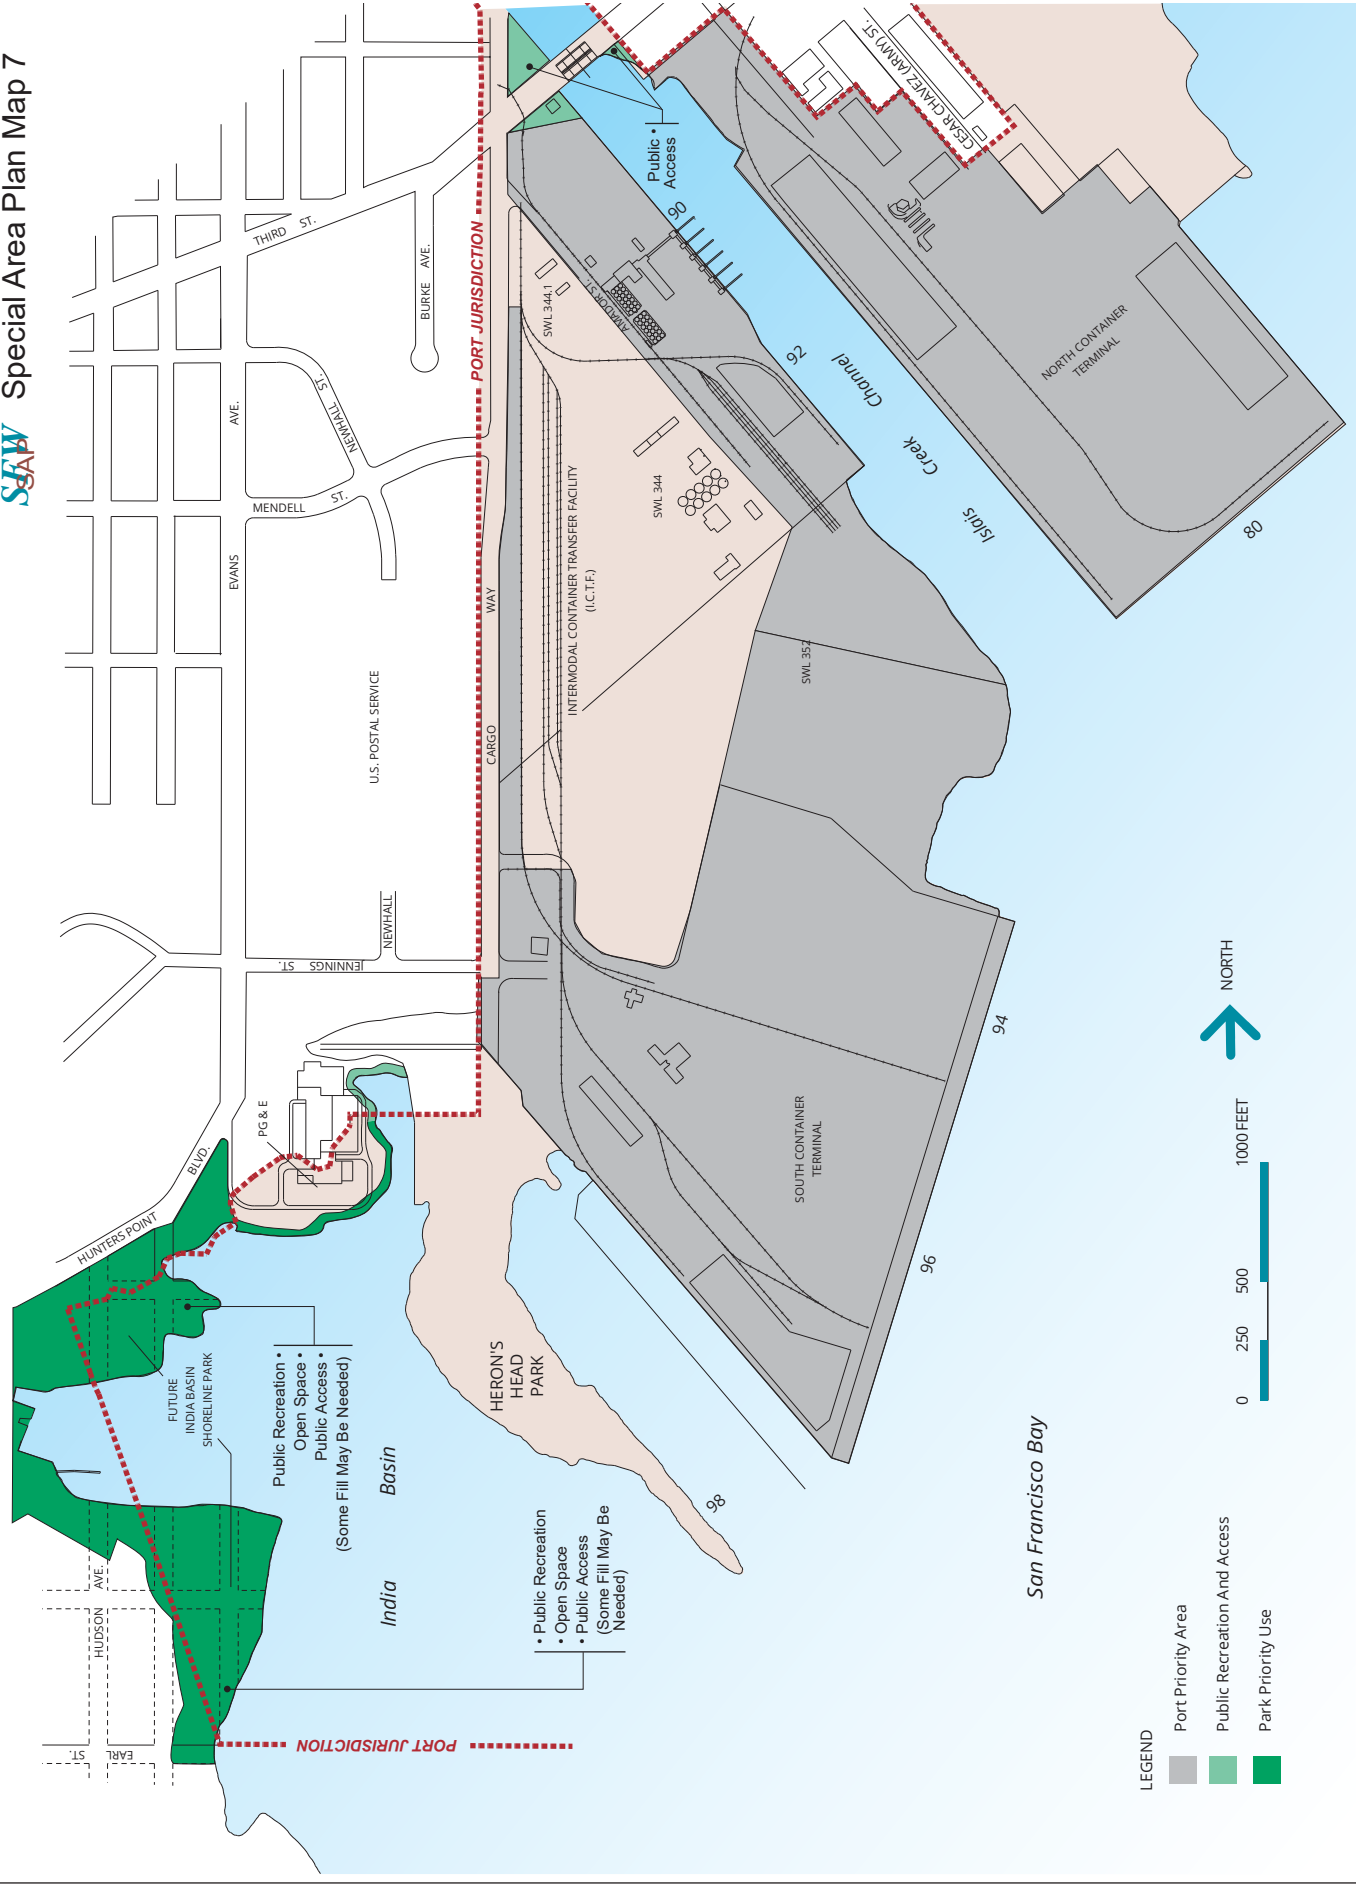 SFW
SAP
Special Area Plan Map 7
THIRD ST.
BURKE AVE.
PORT JURISDICTION
CESAR CHAVEZ (ARMY) ST.
• Public
Access
90
AMADOR ST.
SWL 344.1
92
Islais Creek Channel
NORTH CONTAINER
TERMINAL
80
NEWHALL ST.
MENDELL ST.
EVANS AVE.
SWL 344
INTERMODAL CONTAINER TRANSFER FACILITY
(I.C.T.F.)
CARGO WAY
SWL 352
U.S. POSTAL SERVICE
NEWHALL
JENNINGS ST.
94
96
SOUTH CONTAINER
TERMINAL
PG & E
HUNTERS POINT BLVD.
HERON'S
HEAD
PARK
98
FUTURE
INDIA BASIN
SHORELINE PARK
Public Recreation •
Open Space •
Public Access •
(Some Fill May Be Needed)
India Basin
• Public Recreation
• Open Space
• Public Access
(Some Fill May Be
Needed)
HUDSON AVE.
EARL ST.
PORT JURISDICTION
San Francisco Bay
NORTH
0 250 500 1000 FEET
LEGEND
Port Priority Area
Public Recreation And Access
Park Priority Use